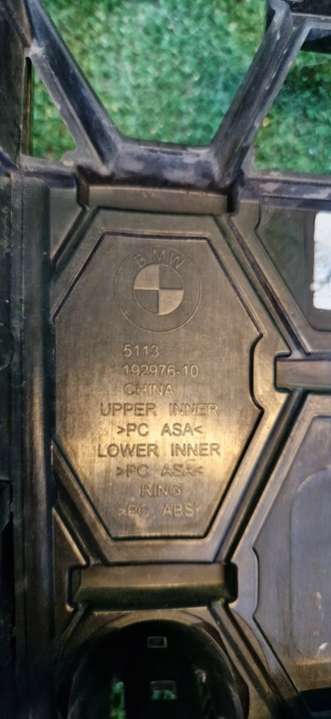 BMW
5113
192976-10
CHINA
UPPER INNER
>PC ASA<
LOWER INNER
>PC ASA<
RING
>PC ABS<